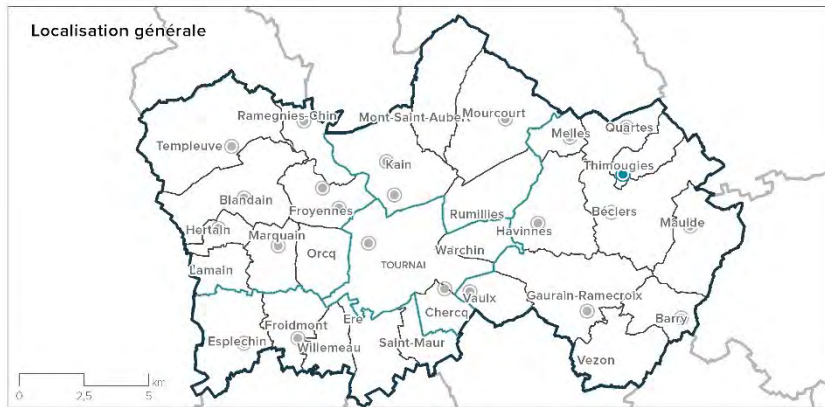 Localisation générale
Ramegnies-Chin
Mont-Saint-Aubert
Mourcourt
Melles
Quartes
Templeuve
Kain
Thimougies
Blandain
Froyennes
Rumillies
Béclers
Maulde
Hertain
Marquain
Orcq
Havinnes
Lamain
TOURNAI
Warchin
Vaulx
Gaurain-Ramecroix
Chercq
Barry
Esplechin
Froidmont
Willemeau
Ere
Saint-Maur
Vezon
0 2,5 5 km